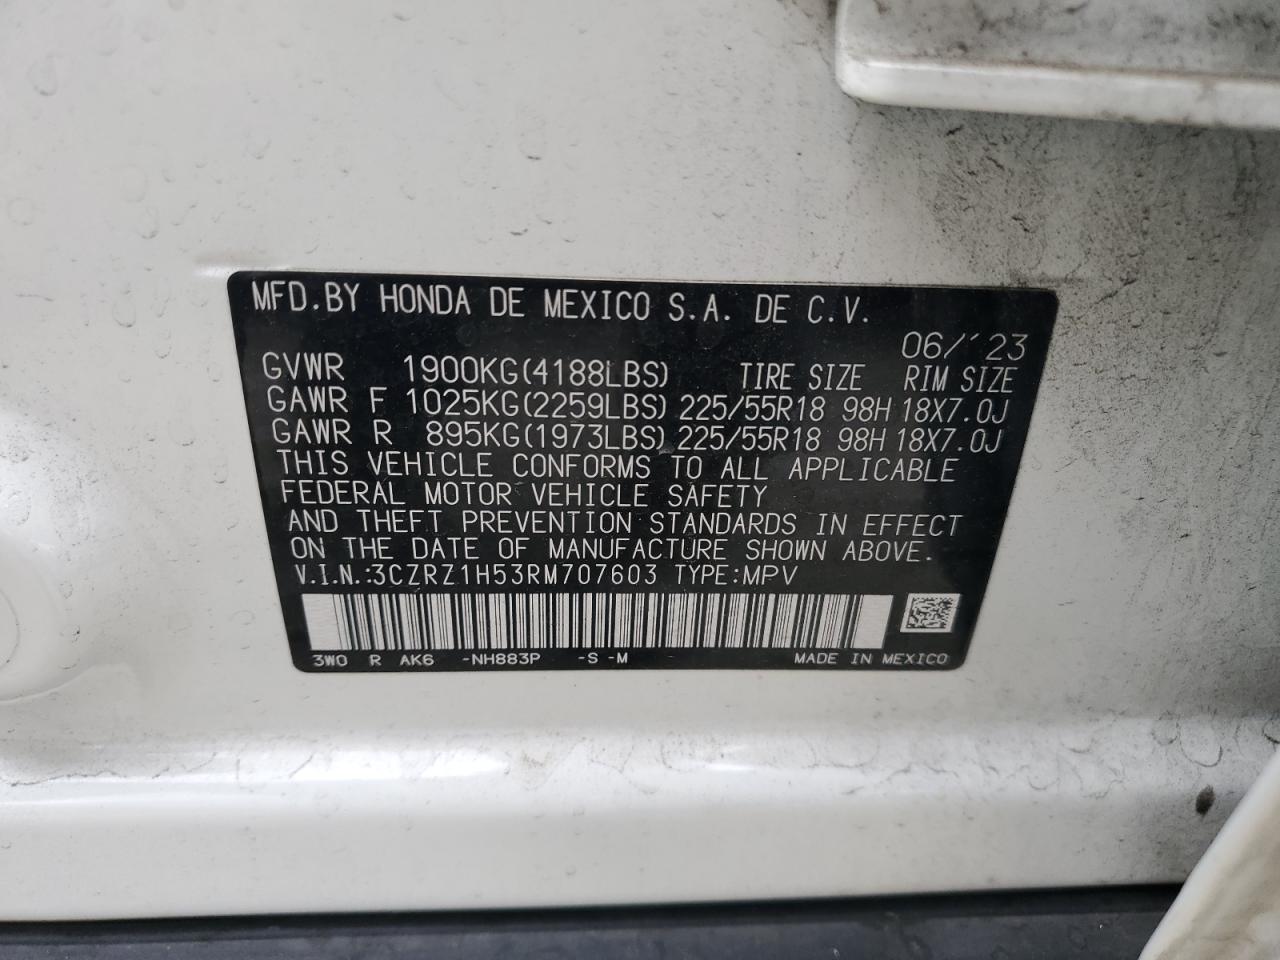 MFD.BY HONDA DE MEXICO S.A. DE C.V.
06/'23
GVWR 1900KG(4188LBS) TIRE SIZE RIM SIZE
GAWR F 1025KG(2259LBS) 225/55R18 98H 18X7.0J
GAWR R 895KG(1973LBS) 225/55R18 98H 18X7.0J
THIS VEHICLE CONFORMS TO ALL APPLICABLE
FEDERAL MOTOR VEHICLE SAFETY
AND THEFT PREVENTION STANDARDS IN EFFECT
ON THE DATE OF MANUFACTURE SHOWN ABOVE.
V.I.N.:3CZRZ1H53RM707603 TYPE:MPV
3W0 R AK6 -NH883P -S -M - MADE IN MEXICO